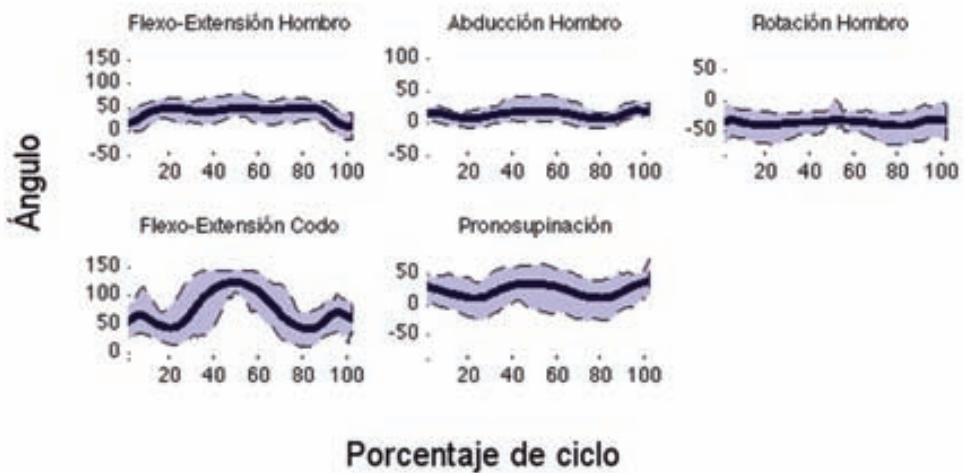 Flexo-Extensión Hombro
Abducción Hombro
Rotación Hombro
150
100
50
0
-50
20 40 60 80 100
100
50
0
-50
20 40 60 80 100
50
0
-50
20 40 60 80 100
Ángulo
Flexo-Extensión Codo
Pronosupinación
150
100
50
0
20 40 60 80 100
50
0
-50
20 40 60 80 100
Porcentaje de ciclo